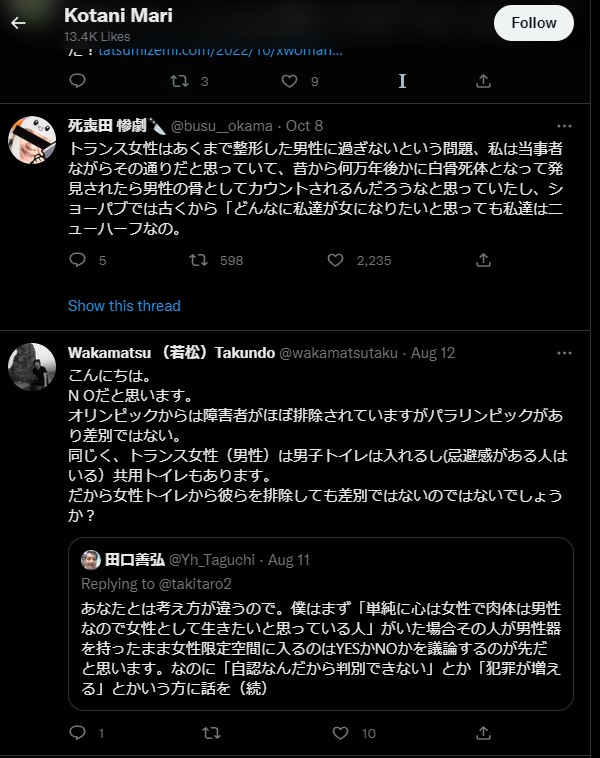 Kotani Mari
13.4K Likes
Follow
だ！tatsumizemi.com/2022/10/xwoman…
3
9
死喪田 惨劇🔪 @busu__okama · Oct 8
トランス女性はあくまで整形した男性に過ぎないという問題、私は当事者
ながらその通りだと思っていて、昔から何万年後かに白骨死体となって発
見されたら男性の骨としてカウントされるんだろうなと思っていたし、シ
ョーパブでは古くから「どんなに私達が女になりたいと思っても私達はニ
ューハーフなの。
5
598
2,235
Show this thread
Wakamatsu （若松）Takundo @wakamatsutaku · Aug 12
こんにちは。
N Oだと思います。
オリンピックからは障害者がほぼ排除されていますがパラリンピックがあ
り差別ではない。
同じく、トランス女性（男性）は男子トイレは入れるし(忌避感がある人は
いる）共用トイレもあります。
だから女性トイレから彼らを排除しても差別ではないのではないでしょう
か？
田口善弘 @Yh_Taguchi · Aug 11
Replying to @takitaro2
あなたとは考え方が違うので。僕はまず「単純に心は女性で肉体は男性
なので女性として生きたいと思っている人」がいた場合その人が男性器
を持ったまま女性限定空間に入るのはYESかNOかを議論するのが先だ
と思います。なのに「自認なんだから判別できない」とか「犯罪が増え
る」とかいう方に話を（続）
1
10